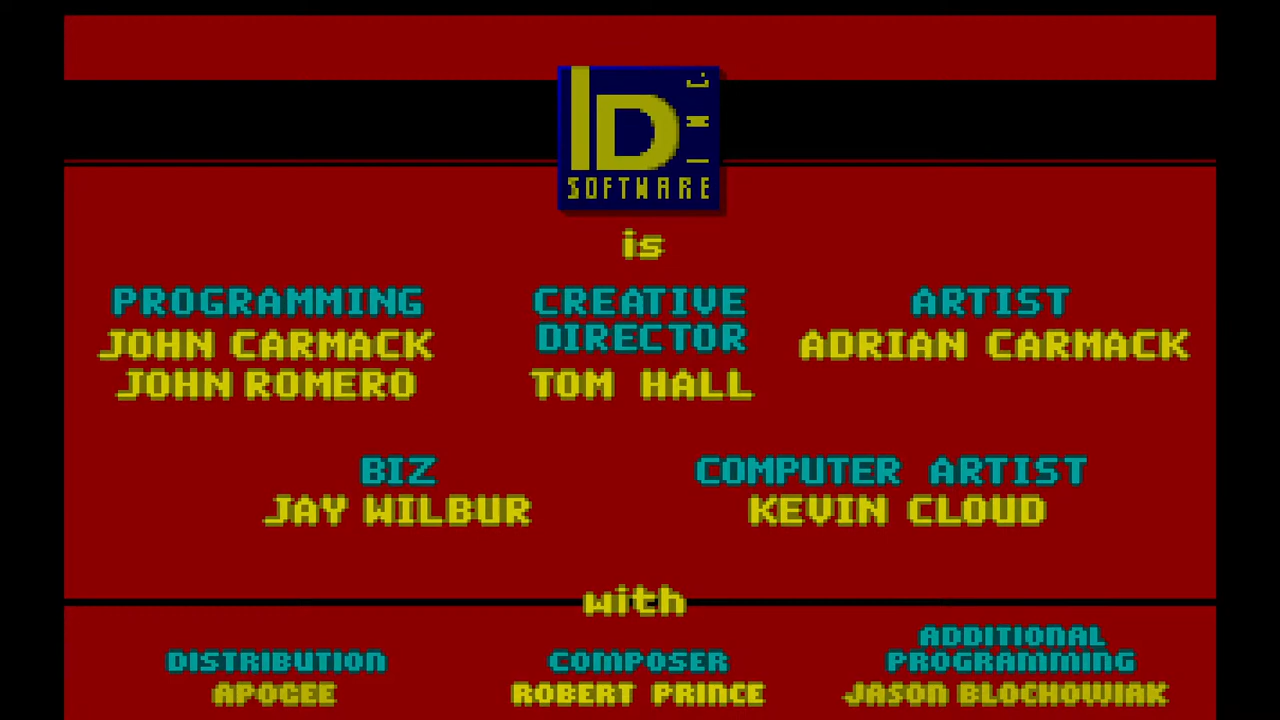 ID
INC
SOFTWARE
is
PROGRAMMING
JOHN CARMACK
JOHN ROMERO
CREATIVE
DIRECTOR
TOM HALL
ARTIST
ADRIAN CARMACK
BIZ
JAY WILBUR
COMPUTER ARTIST
KEVIN CLOUD
with
DISTRIBUTION
APOGEE
COMPOSER
ROBERT PRINCE
ADDITIONAL
PROGRAMMING
JASON BLOCHOWIAK